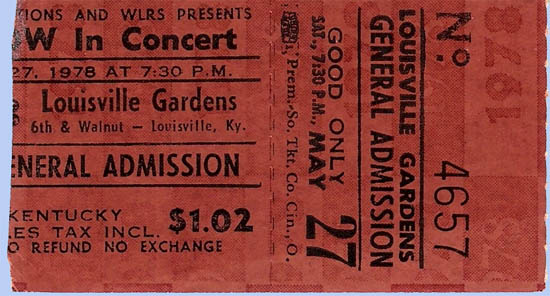 TIONS AND WLRS PRESENTS
W In Concert
27, 1978 AT 7:30 P.M.
Louisville Gardens
6th & Walnut — Louisville, Ky.
ENERAL ADMISSION
KENTUCKY
ES TAX INCL. $1.02
O REFUND NO EXCHANGE
Prem.-So. Tkt. Co. Cin., O.
GOOD ONLY
SAT., 7:30 P.M., MAY 27
LOUISVILLE GARDENS
GENERAL ADMISSION
No. 4657
1978